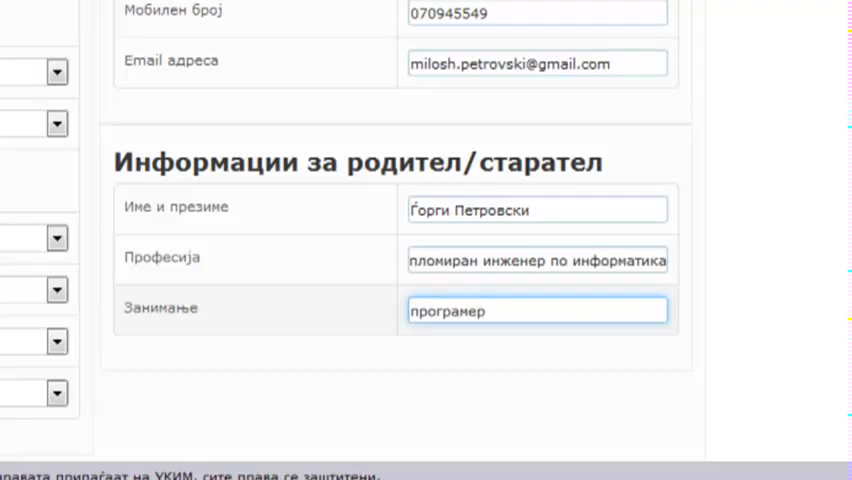 Мобилен број
070945549
Email адреса
milosh.petrovski@gmail.com
Информации за родител/старател
Име и презиме
Ѓорги Петровски
Професија
пломиран инженер по информатика
Занимање
програмер
припаѓаат на УКИМ, сите права се заштитени.